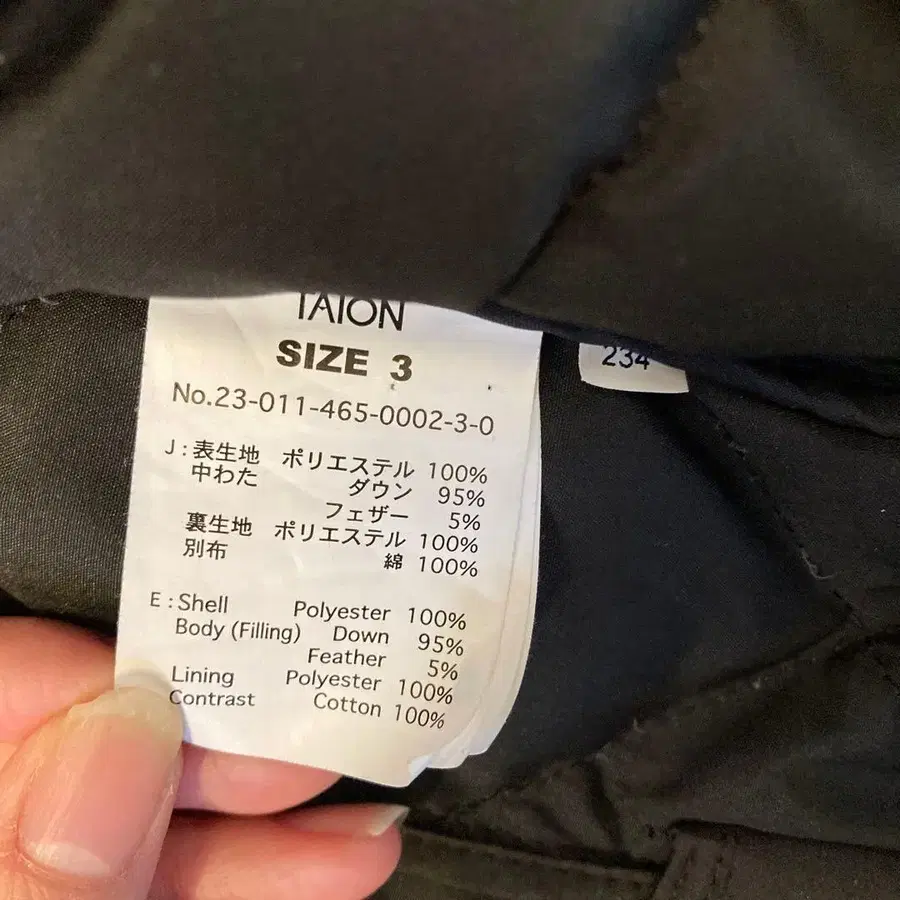 TAION
SIZE 3
No.23-011-465-0002-3-0
J:表生地 ポリエステル 100%
中わた ダウン 95%
フェザー 5%
裏生地 ポリエステル 100%
別布 綿 100%
E:Shell Polyester 100%
Body (Filling) Down 95%
Feather 5%
Lining Polyester 100%
Contrast Cotton 100%
234